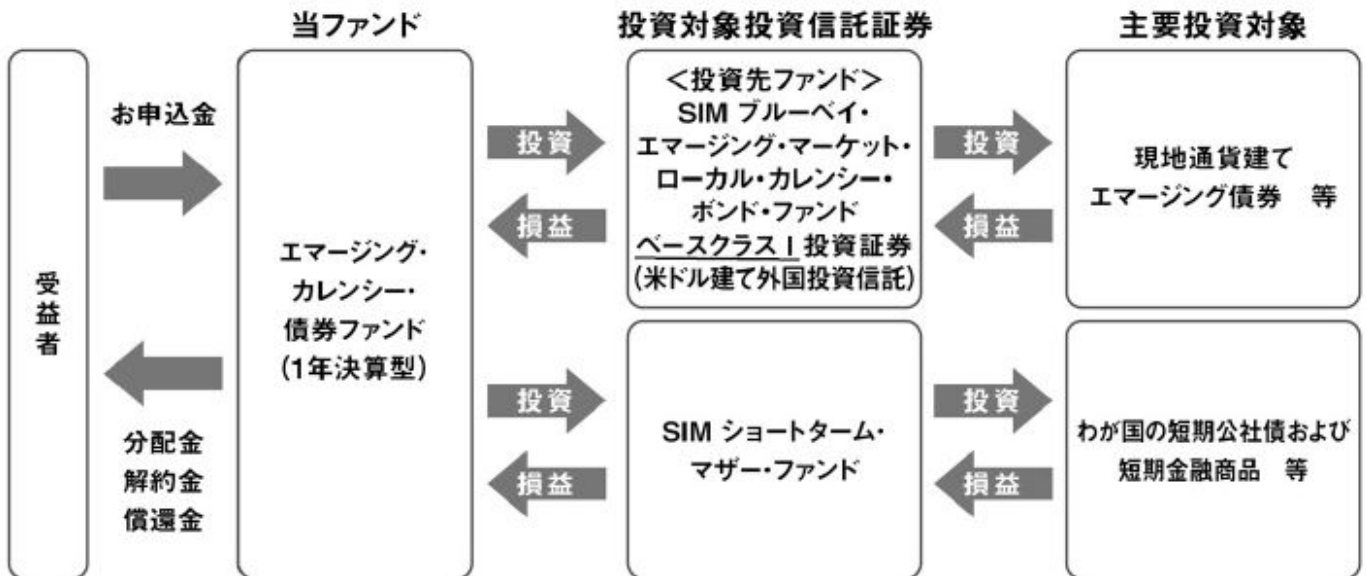 当ファンド
投資対象投資信託証券
主要投資対象
受益者
お申込金
分配金
解約金
償還金
エマージング・
カレンシー・
債券ファンド
(1年決算型)
投資
損益
<投資先ファンド>
SIM ブルーベイ・
エマージング・マーケット・
ローカル・カレンシー・
ボンド・ファンド
ベースクラス I 投資証券
(米ドル建て外国投資信託)
投資
損益
現地通貨建て
エマージング債券 等
投資
損益
SIM ショートターム・
マザー・ファンド
投資
損益
わが国の短期公社債および
短期金融商品 等